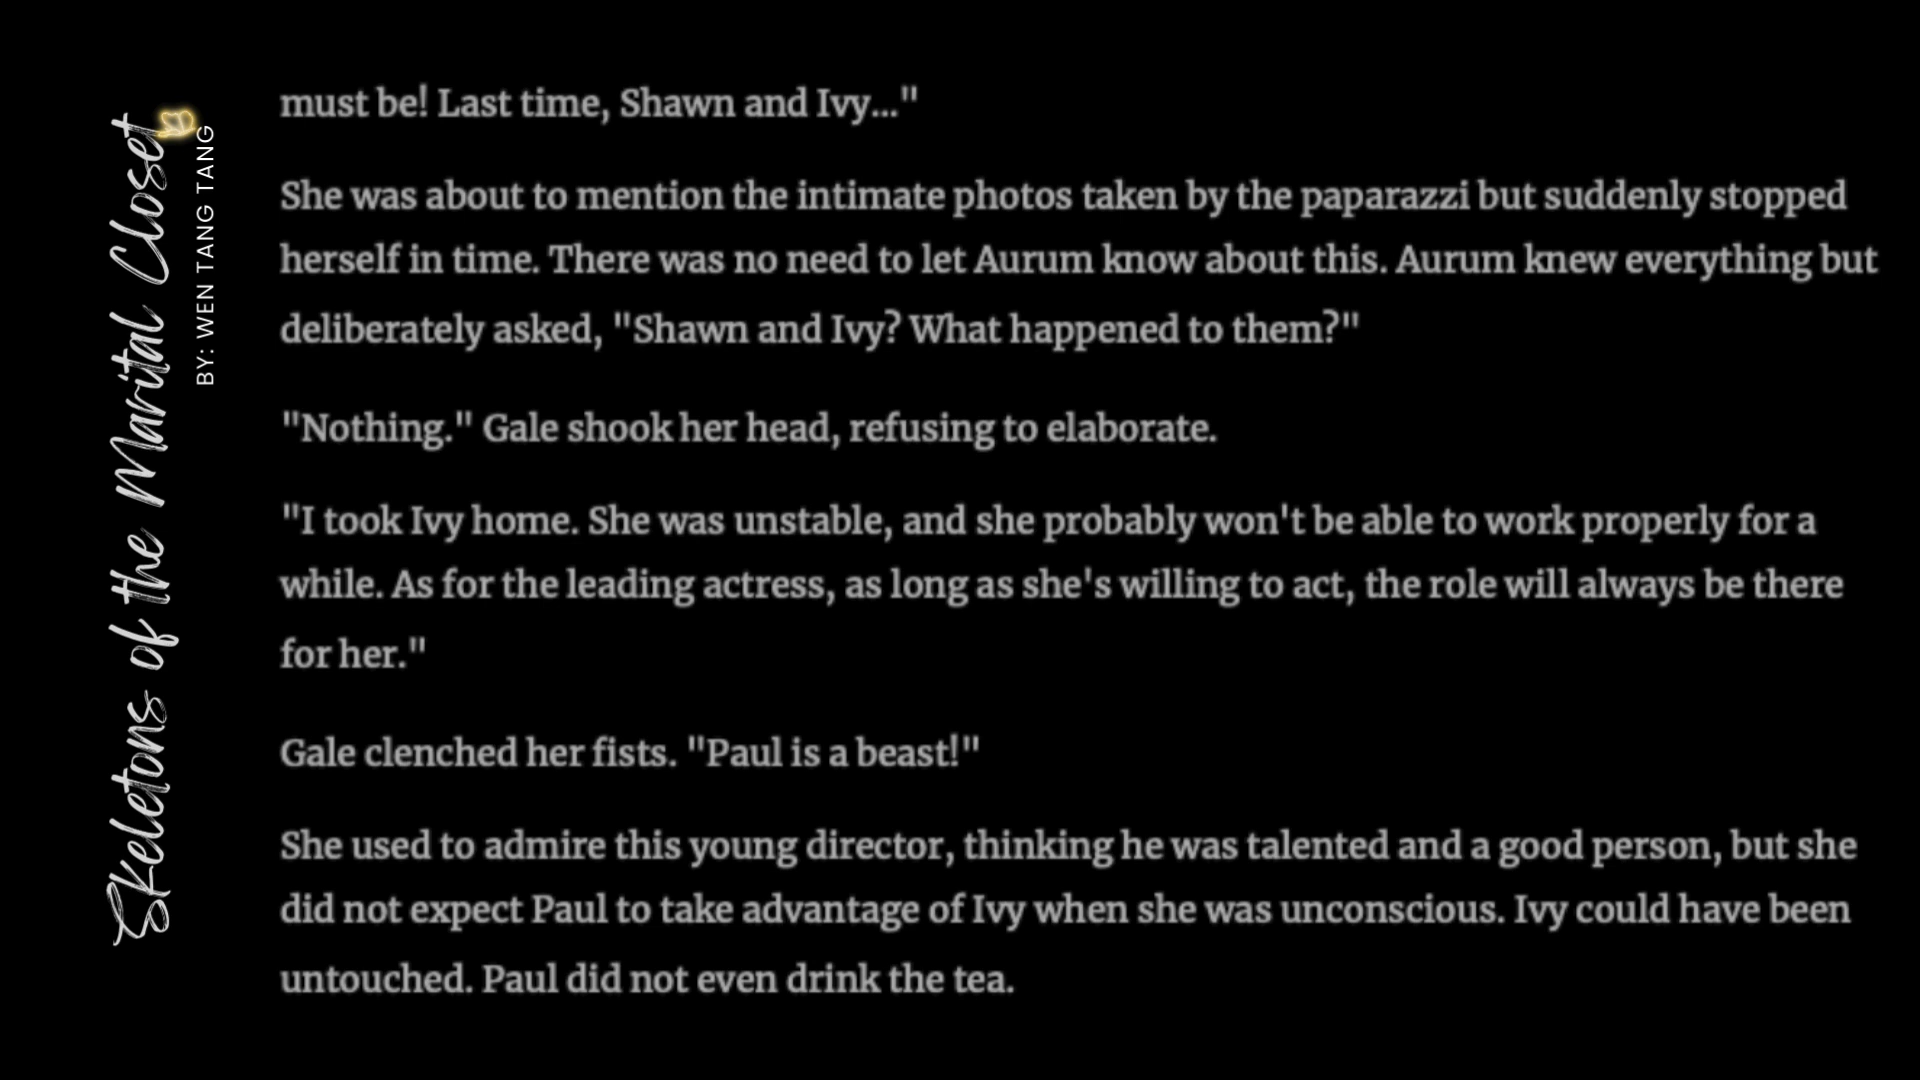 Skeletons of the Marital Closet
BY: WEN TANG TANG
must be! Last time, Shawn and Ivy..."
She was about to mention the intimate photos taken by the paparazzi but suddenly stopped
herself in time. There was no need to let Aurum know about this. Aurum knew everything but
deliberately asked, "Shawn and Ivy? What happened to them?"
"Nothing." Gale shook her head, refusing to elaborate.
"I took Ivy home. She was unstable, and she probably won't be able to work properly for a
while. As for the leading actress, as long as she's willing to act, the role will always be there
for her."
Gale clenched her fists. "Paul is a beast!"
She used to admire this young director, thinking he was talented and a good person, but she
did not expect Paul to take advantage of Ivy when she was unconscious. Ivy could have been
untouched. Paul did not even drink the tea.